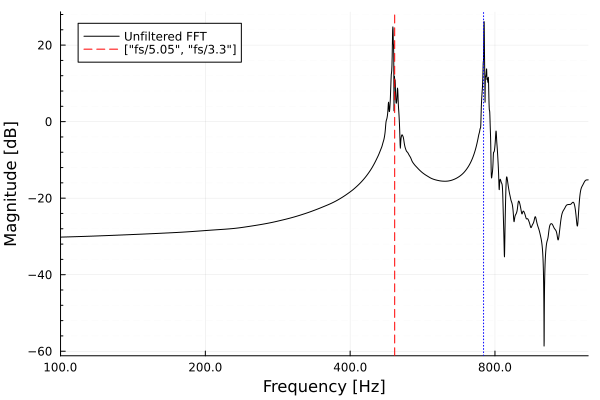 Unfiltered FFT
["fs/5.05", "fs/3.3"]
Magnitude [dB]
20
0
−20
−40
−60
100.0 200.0 400.0 800.0
Frequency [Hz]